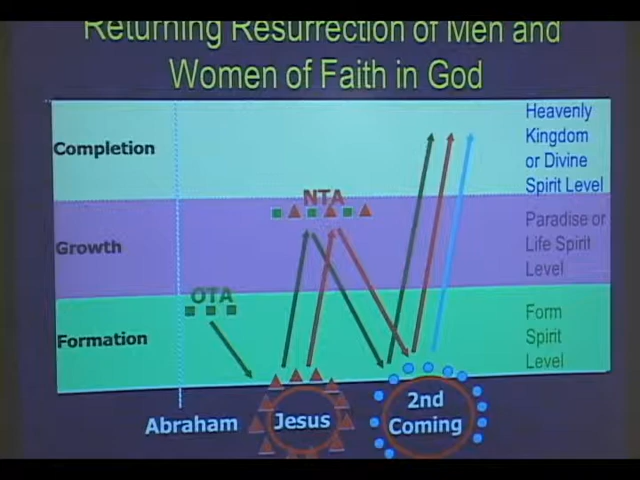 Returning Resurrection of Men and
Women of Faith in God
Completion
Heavenly
Kingdom
or Divine
Spirit Level
NTA
Growth
Paradise or
Life Spirit
Level
OTA
Formation
Form
Spirit
Level
Abraham
Jesus
2nd
Coming